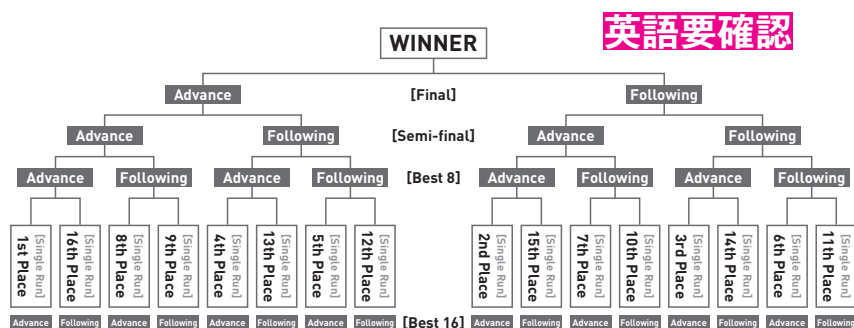 英語要確認
WINNER
Advance [Final] Following
Advance Following [Semi-final] Advance Following
Advance Following Advance Following [Best 8] Advance Following Advance Following
1st Place [Single Run]
16th Place [Single Run]
8th Place [Single Run]
9th Place [Single Run]
4th Place [Single Run]
13th Place [Single Run]
5th Place [Single Run]
12th Place [Single Run]
2nd Place [Single Run]
15th Place [Single Run]
7th Place [Single Run]
10th Place [Single Run]
3rd Place [Single Run]
14th Place [Single Run]
6th Place [Single Run]
11th Place [Single Run]
Advance Following Advance Following Advance Following Advance Following [Best 16] Advance Following Advance Following Advance Following Advance Following